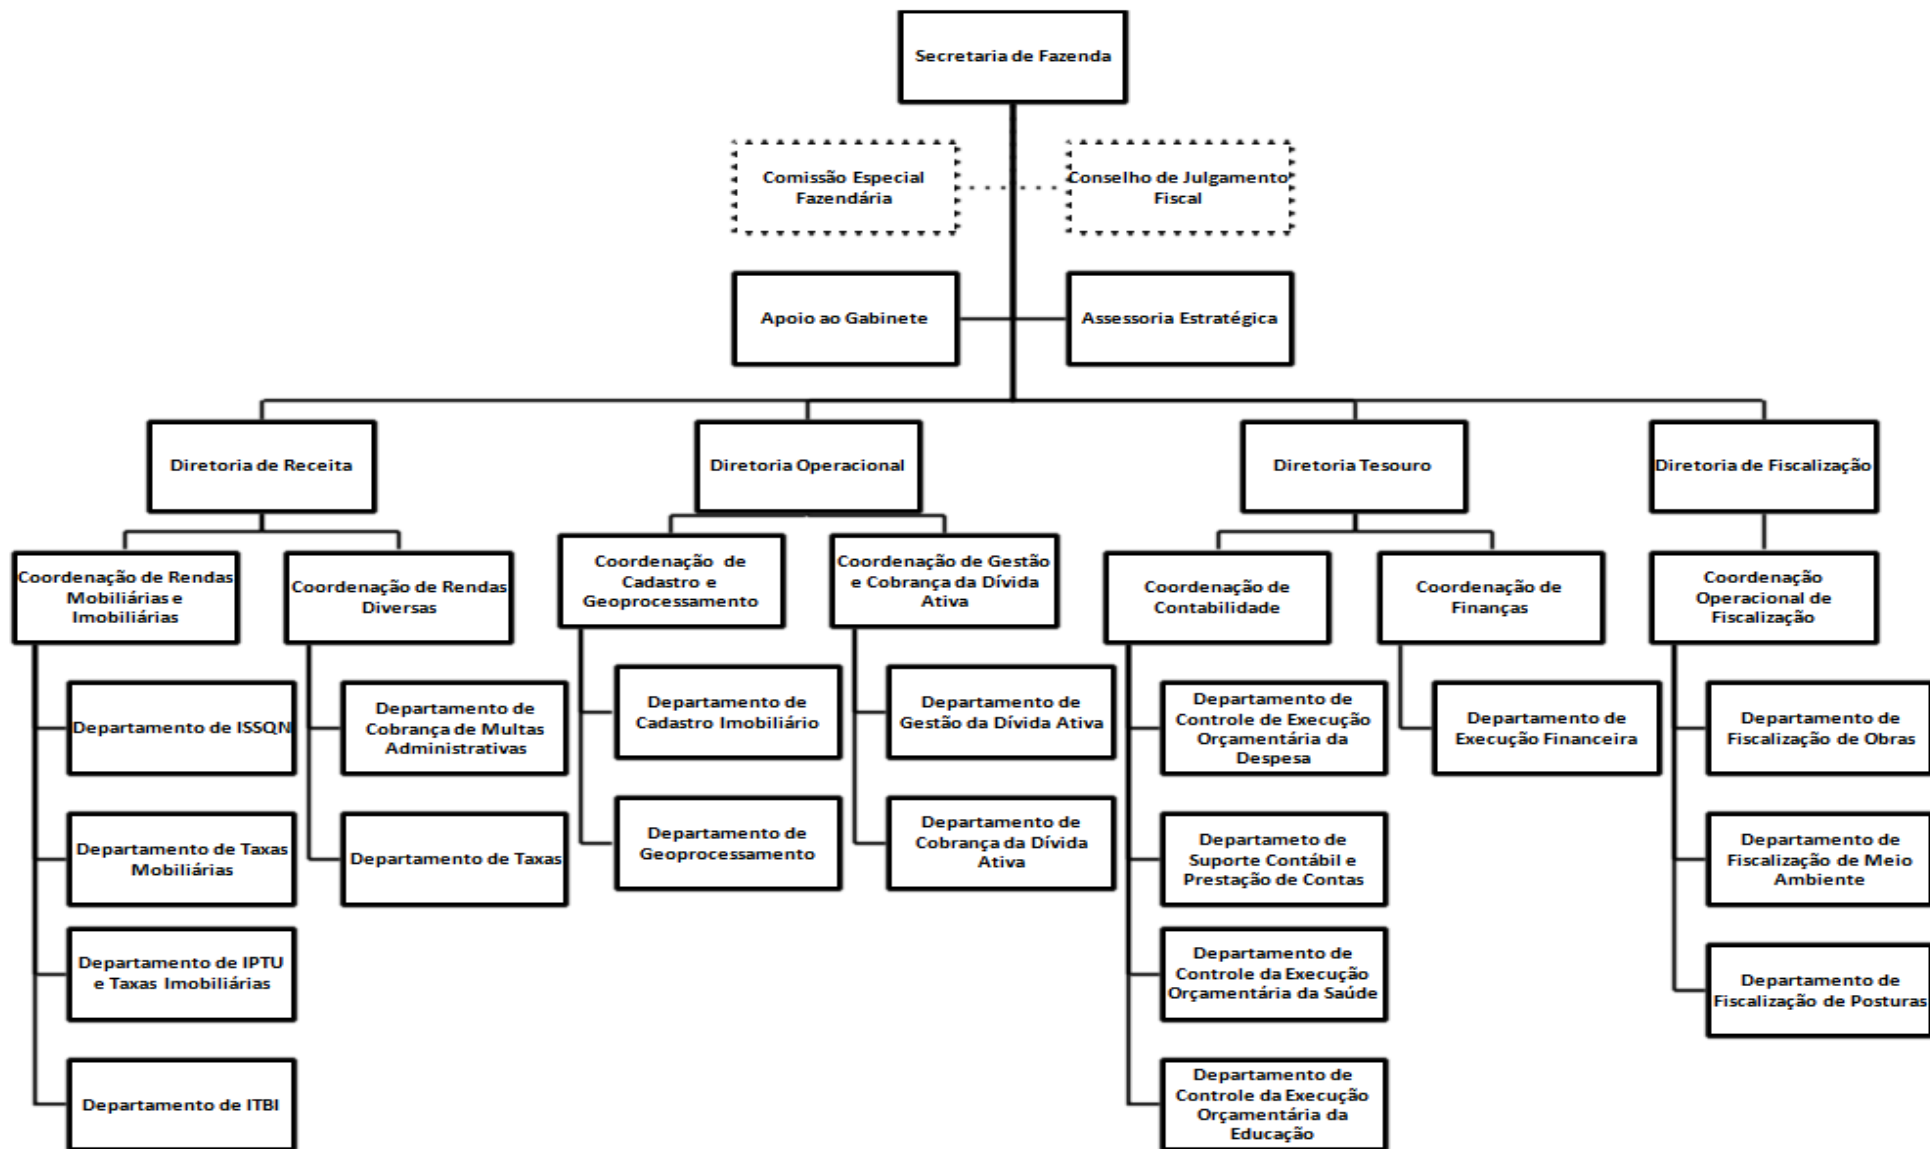 Secretaria de Fazenda
Comissão Especial
Fazendária
Conselho de Julgamento
Fiscal
Apoio ao Gabinete
Assessoria Estratégica
Diretoria de Receita
Diretoria Operacional
Diretoria Tesouro
Diretoria de Fiscalização
Coordenação de Rendas
Mobiliárias e
Imobiliárias
Coordenação de Rendas
Diversas
Coordenação de
Cadastro e
Geoprocessamento
Coordenação de Gestão
e Cobrança da Dívida
Ativa
Coordenação de
Contabilidade
Coordenação de
Finanças
Coordenação
Operacional de
Fiscalização
Departamento de ISSQN
Departamento de Taxas
Mobiliárias
Departamento de IPTU
e Taxas Imobiliárias
Departamento de ITBI
Departamento de
Cobrança de Multas
Administrativas
Departamento de Taxas
Departamento de
Cadastro Imobiliário
Departamento de
Geoprocessamento
Departamento de
Gestão da Dívida Ativa
Departamento de
Cobrança da Dívida
Ativa
Departamento de
Controle de Execução
Orçamentária da
Despesa
Departameto de
Suporte Contábil e
Prestação de Contas
Departamento de
Controle da Execução
Orçamentária da Saúde
Departamento de
Controle da Execução
Orçamentária da
Educação
Departamento de
Execução Financeira
Departamento de
Fiscalização de Obras
Departamento de
Fiscalização de Meio
Ambiente
Departamento de
Fiscalização de Posturas